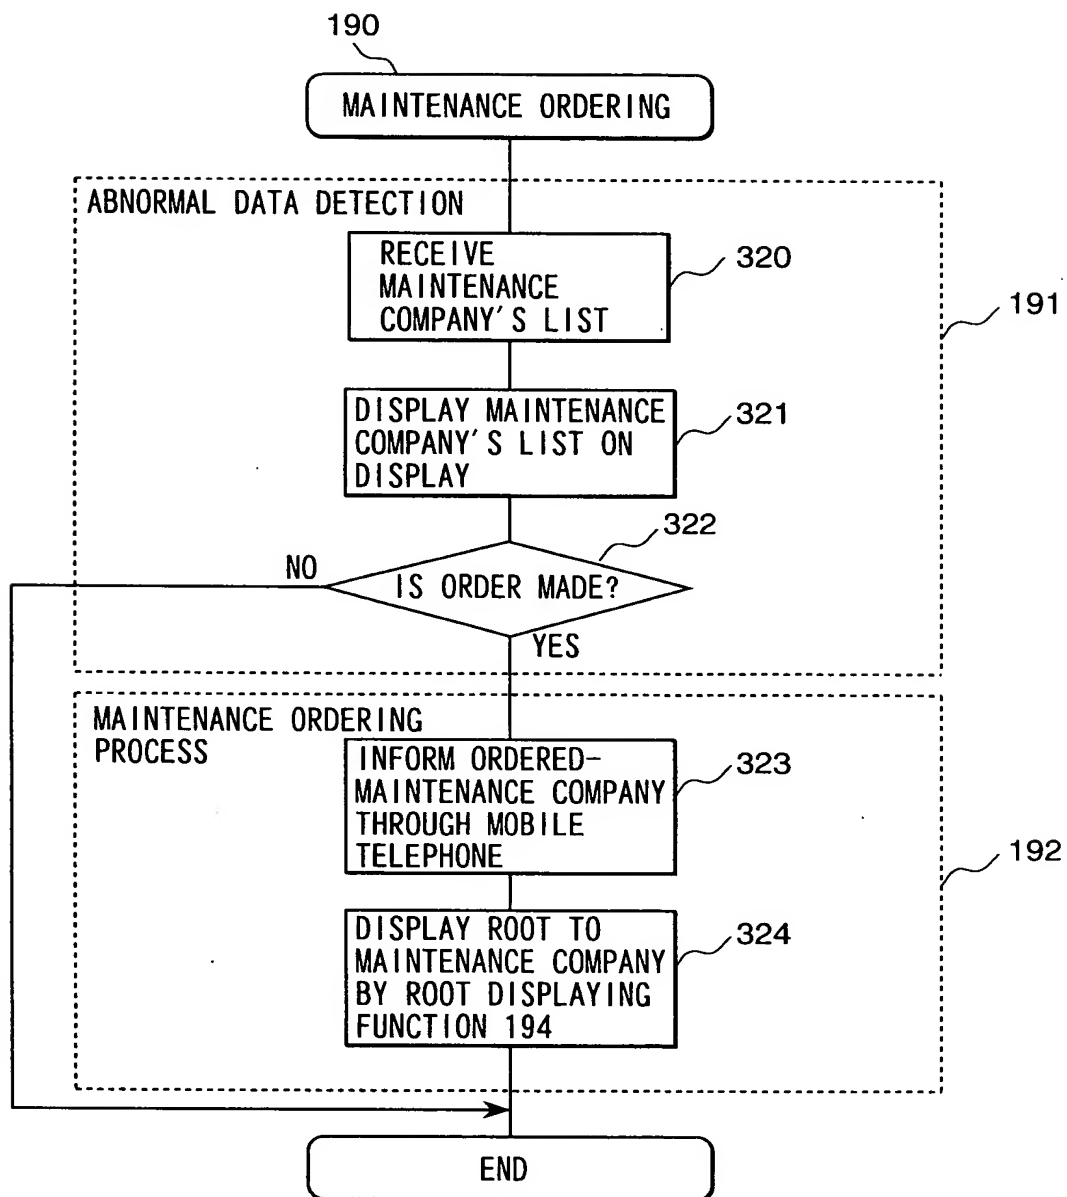 190
MAINTENANCE ORDERING
ABNORMAL DATA DETECTION
RECEIVE
MAINTENANCE
COMPANY'S LIST
320
191
DISPLAY MAINTENANCE
COMPANY'S LIST ON
DISPLAY
321
322
NO
IS ORDER MADE?
YES
MAINTENANCE ORDERING
PROCESS
INFORM ORDERED-
MAINTENANCE COMPANY
THROUGH MOBILE
TELEPHONE
323
192
DISPLAY ROOT TO
MAINTENANCE COMPANY
BY ROOT DISPLAYING
FUNCTION 194
324
END